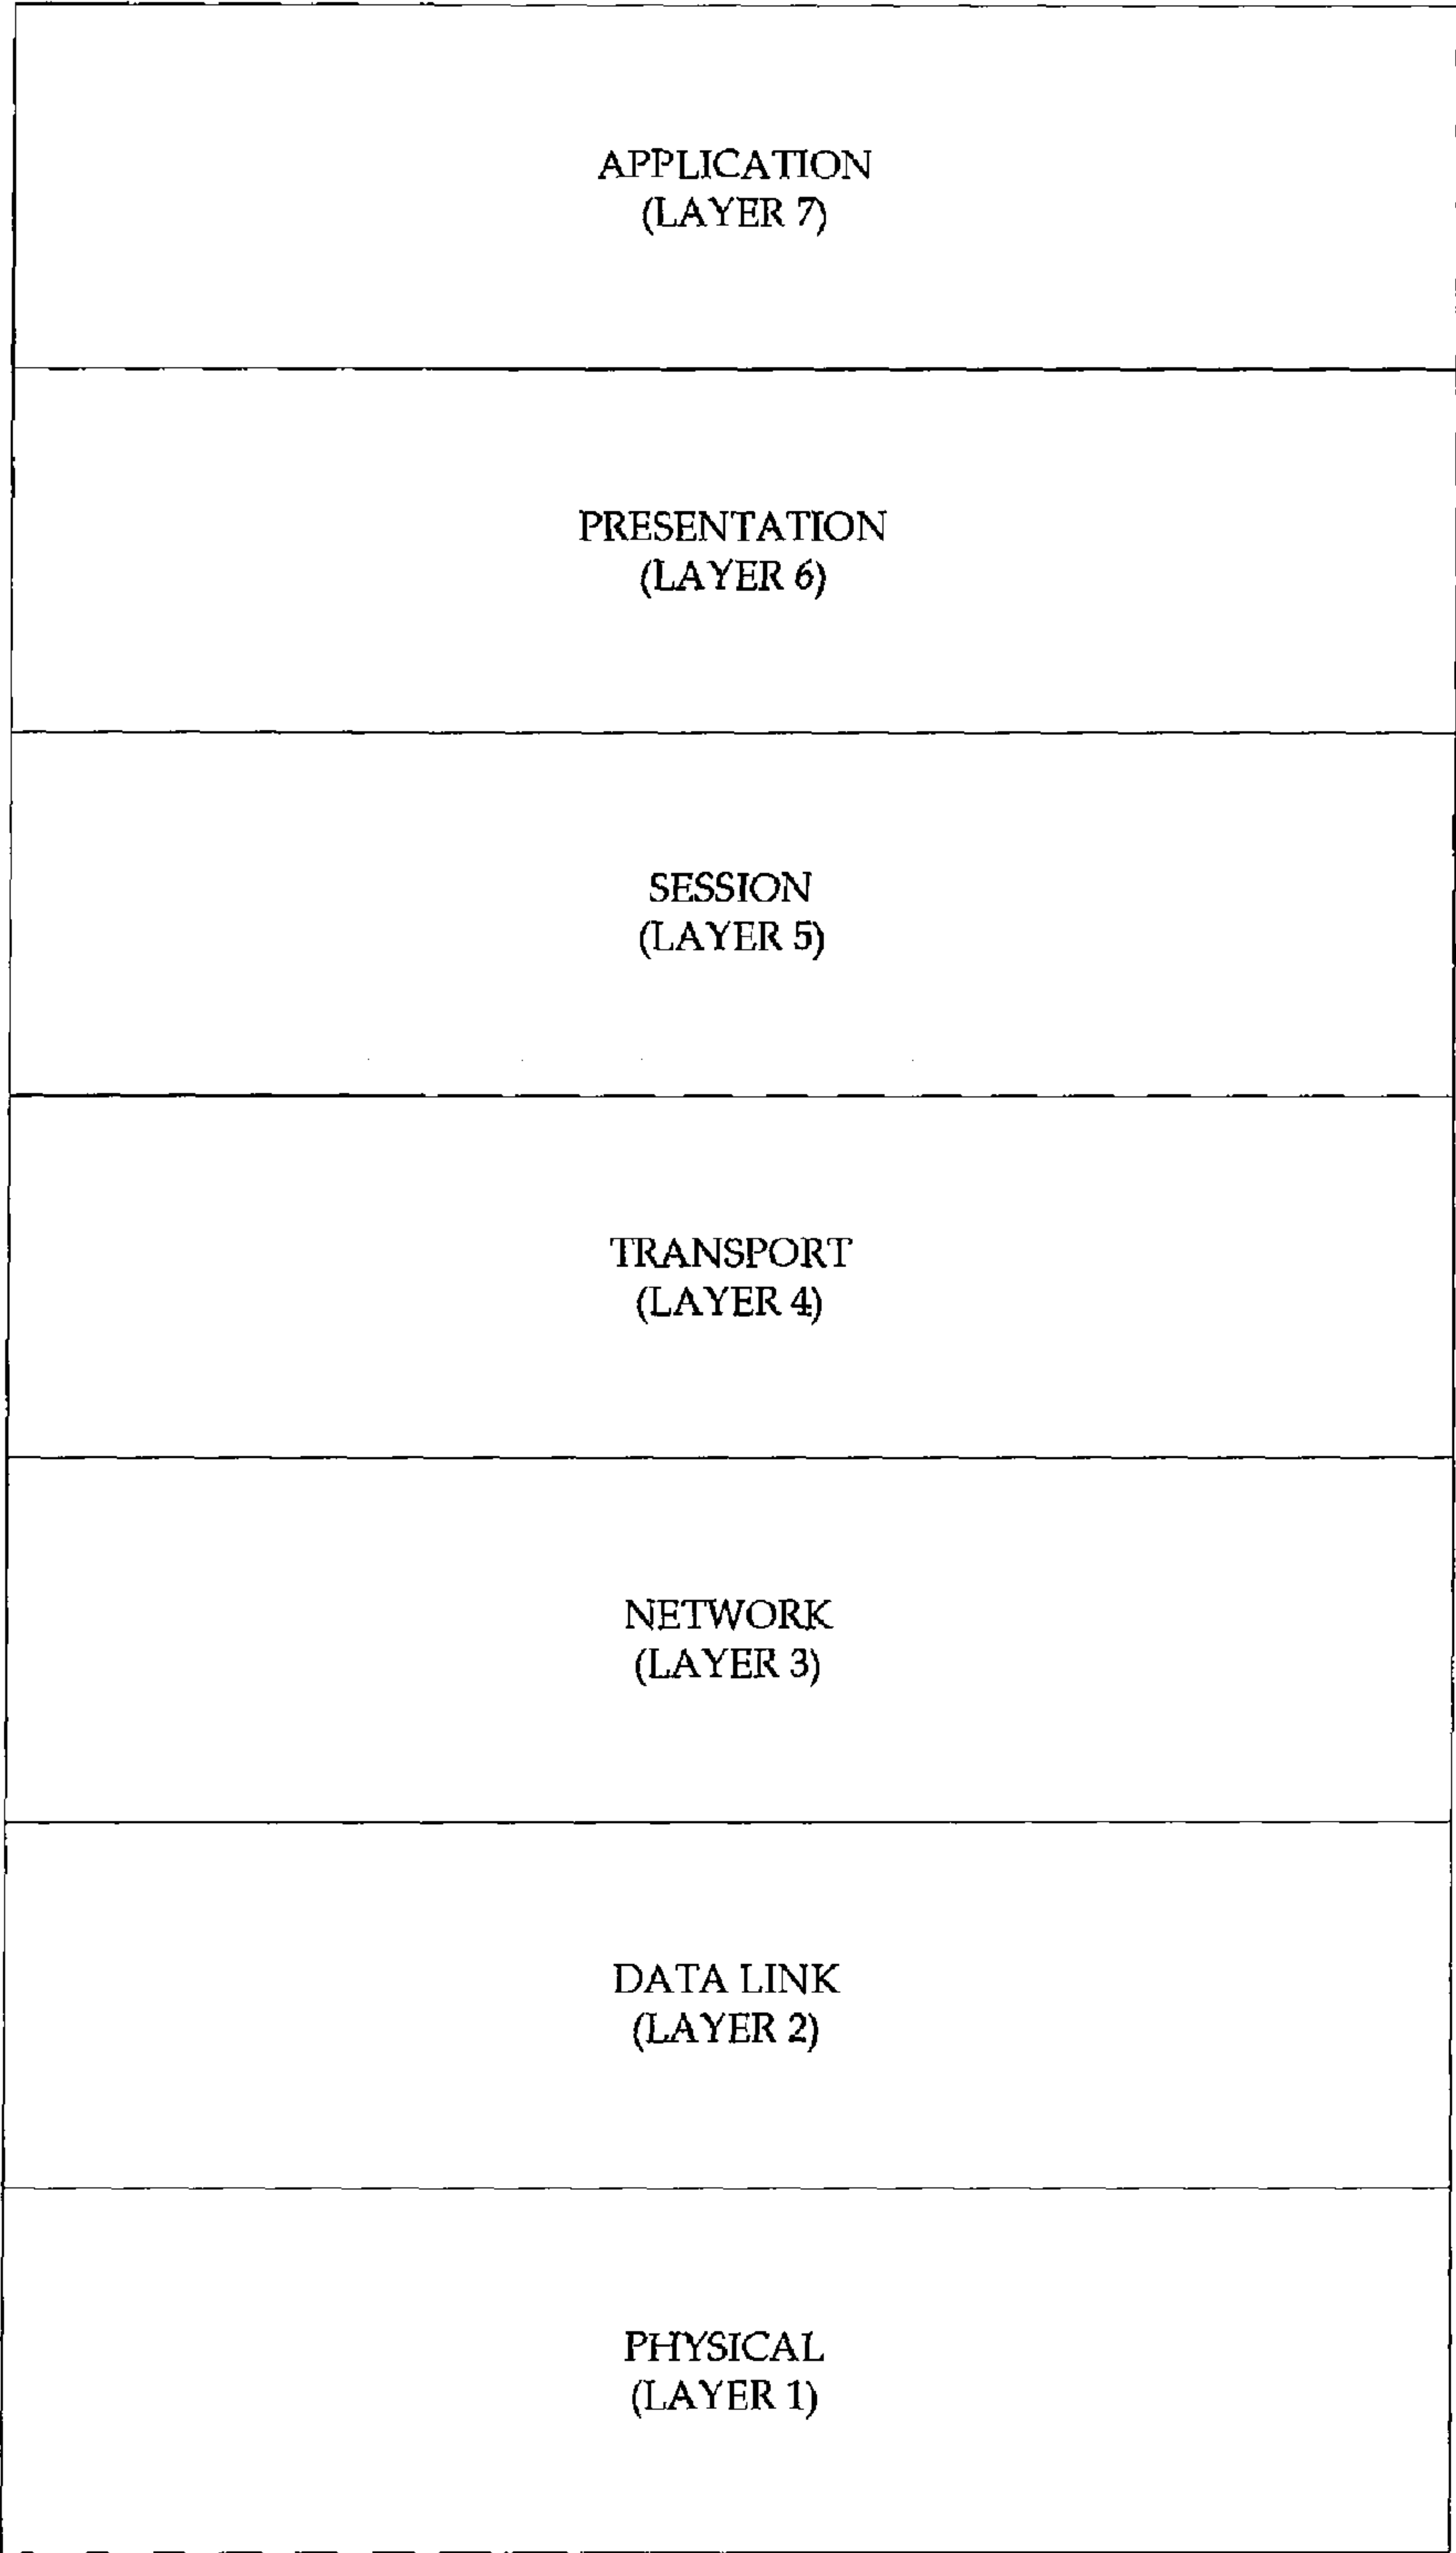 APPLICATION
(LAYER 7)
PRESENTATION
(LAYER 6)
SESSION
(LAYER 5)
TRANSPORT
(LAYER 4)
NETWORK
(LAYER 3)
DATA LINK
(LAYER 2)
PHYSICAL
(LAYER 1)